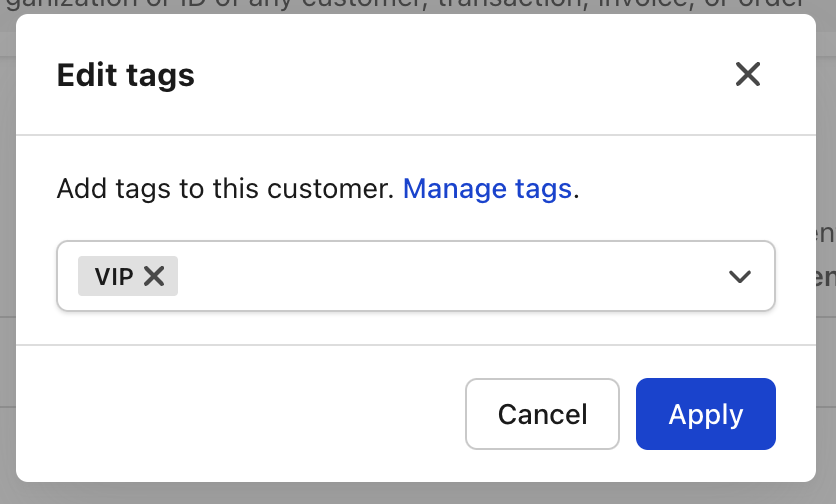 ganization or ID of any customer, transaction, invoice, or order
Edit tags
Add tags to this customer. Manage tags.
VIP
Cancel
Apply